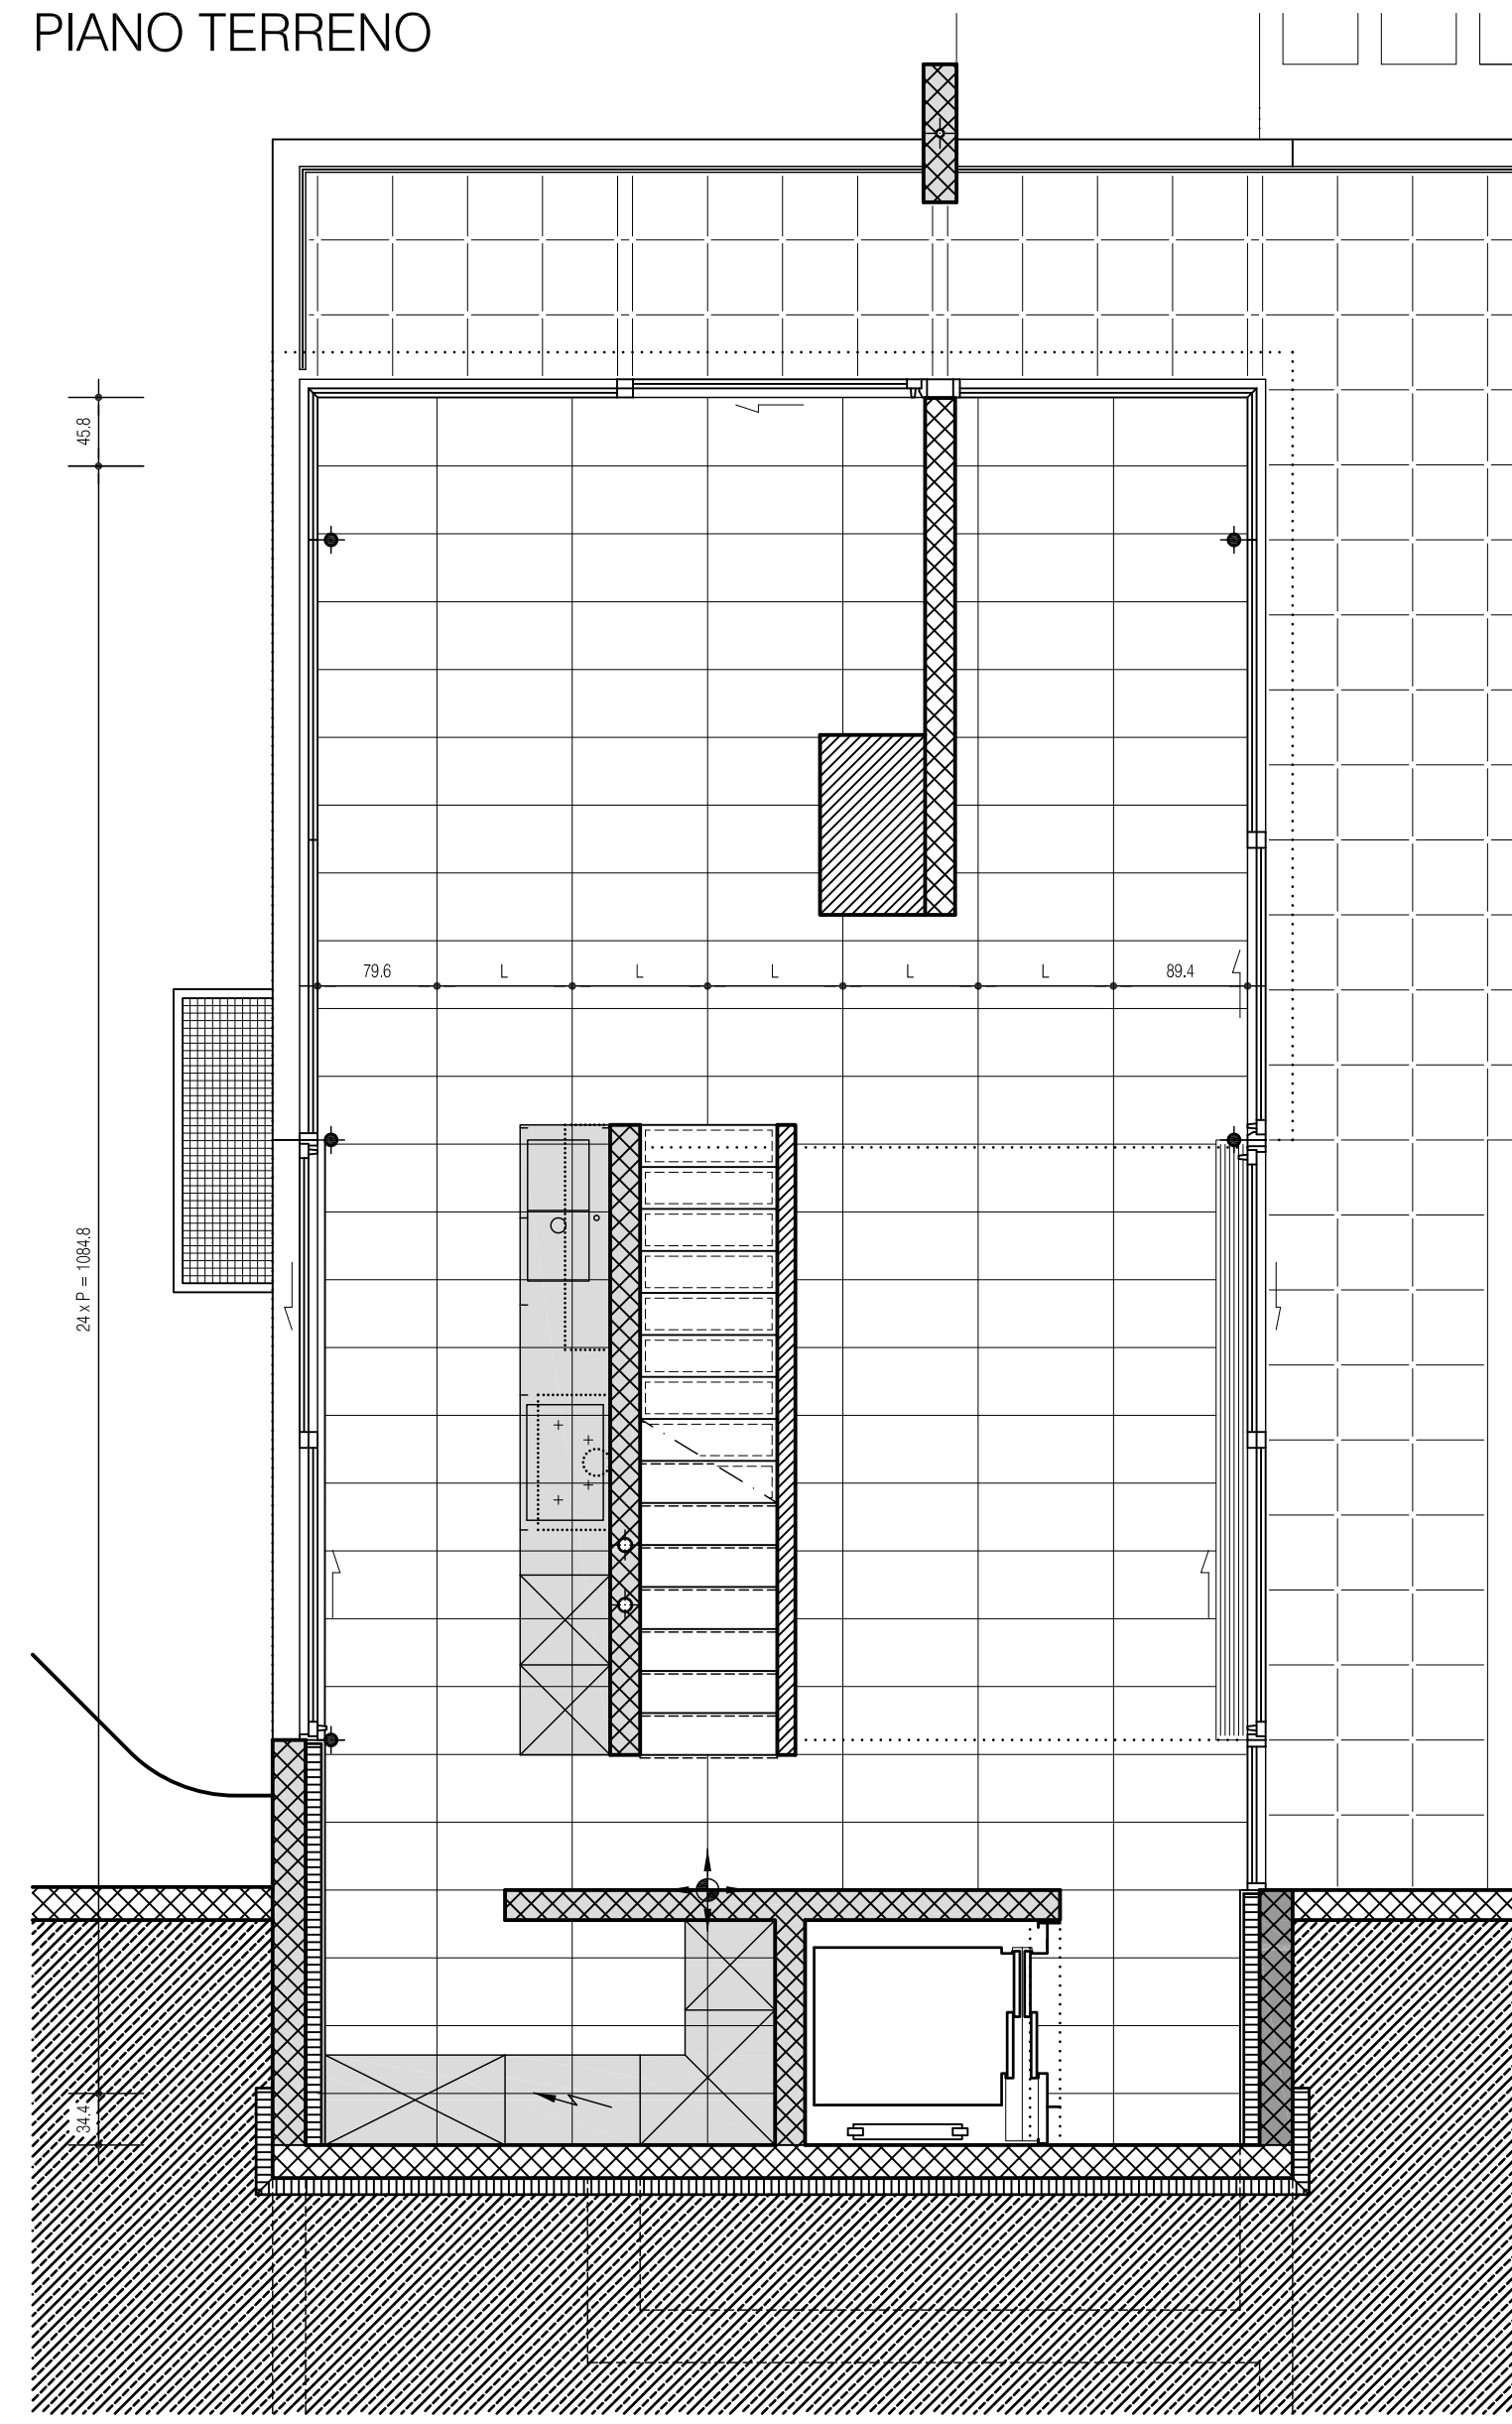 PIANO TERRENO
45.8
79.6 L L L L L 89.4
24 x P = 1084.8
34.4